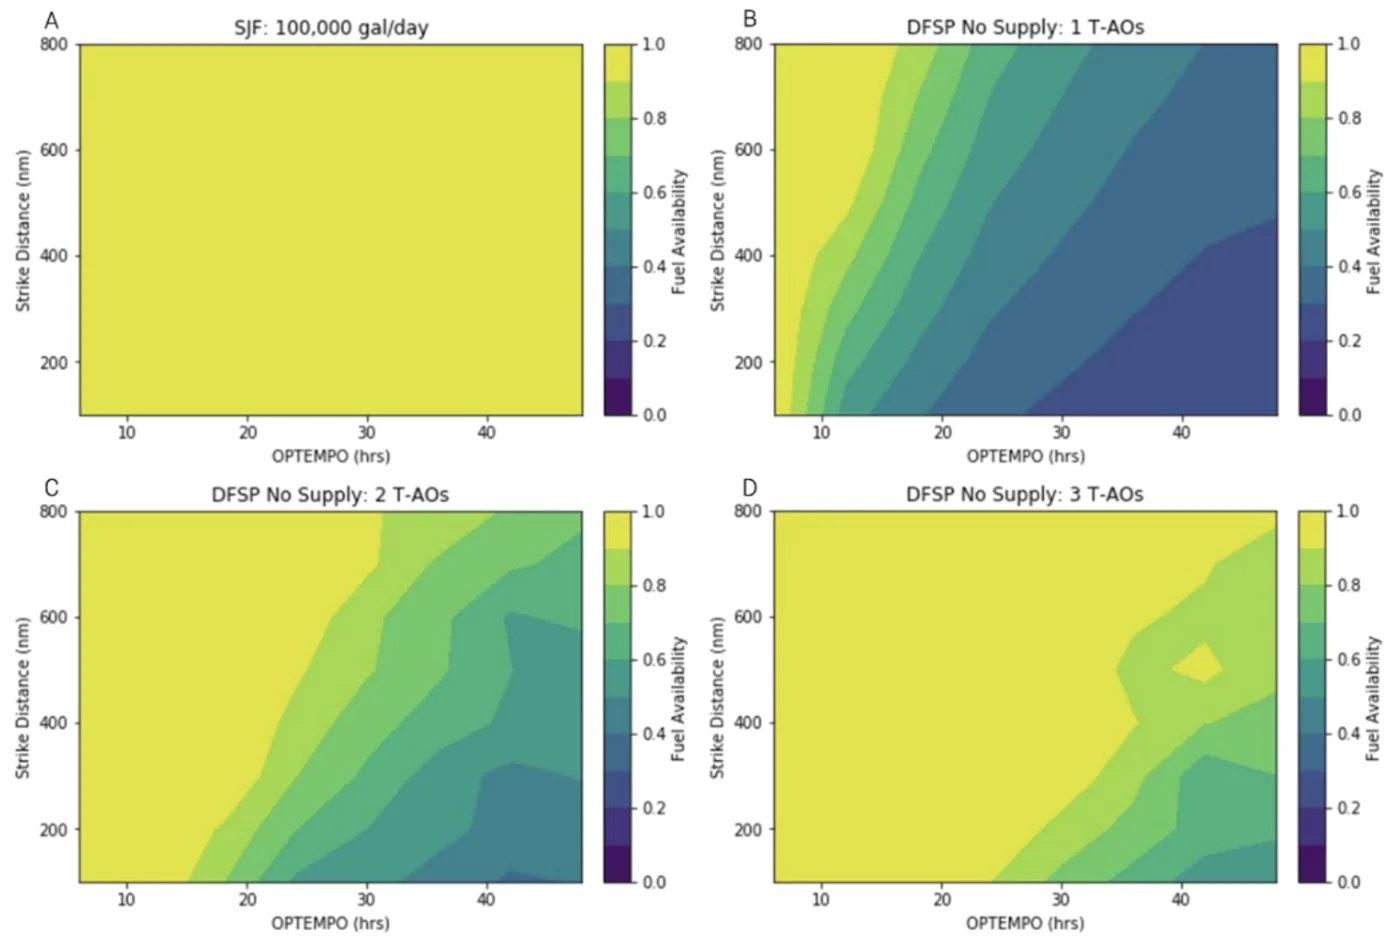 A
SJF: 100,000 gal/day
800
600
400
200
Strike Distance (nm)
10 20 30 40
OPTEMPO (hrs)
1.0
0.8
0.6
0.4
0.2
0.0
Fuel Availability
B
DFSP No Supply: 1 T-AOs
800
600
400
200
Strike Distance (nm)
10 20 30 40
OPTEMPO (hrs)
1.0
0.8
0.6
0.4
0.2
0.0
Fuel Availability
C
DFSP No Supply: 2 T-AOs
800
600
400
200
Strike Distance (nm)
10 20 30 40
OPTEMPO (hrs)
1.0
0.8
0.6
0.4
0.2
0.0
Fuel Availability
D
DFSP No Supply: 3 T-AOs
800
600
400
200
Strike Distance (nm)
10 20 30 40
OPTEMPO (hrs)
1.0
0.8
0.6
0.4
0.2
0.0
Fuel Availability